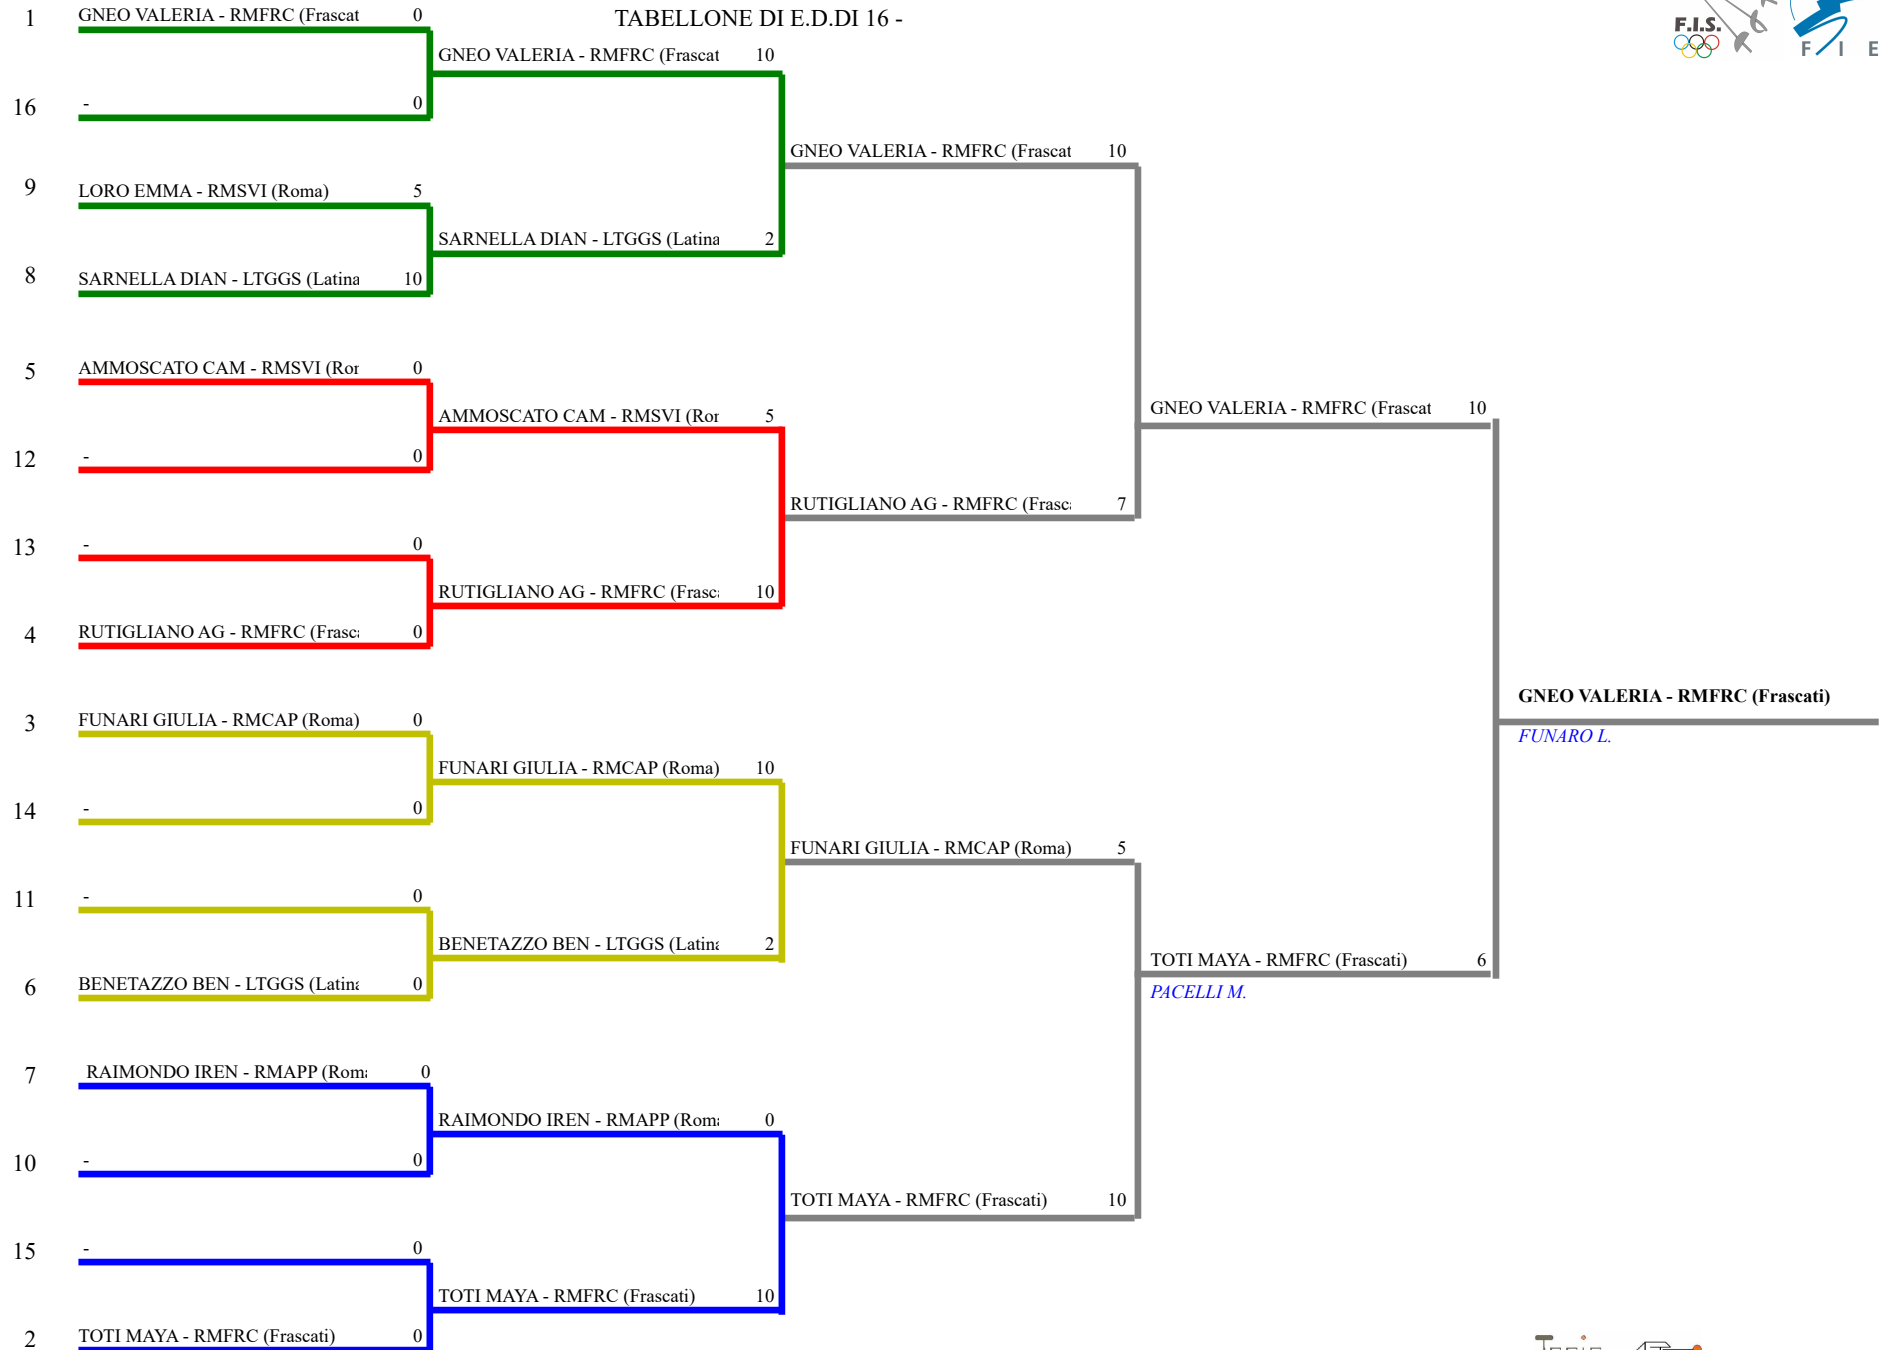 TABELLONE DI E.D.DI 16 -
F.I.S.
F I E
1 GNEO VALERIA - RMFRC (Frascat 0
GNEO VALERIA - RMFRC (Frascat 10
16 - 0
GNEO VALERIA - RMFRC (Frascat 10
9 LORO EMMA - RMSVI (Roma) 5
SARNELLA DIAN - LTGGS (Latina 2
8 SARNELLA DIAN - LTGGS (Latina 10
5 AMMOSCATO CAM - RMSVI (Ror 0
GNEO VALERIA - RMFRC (Frascat 10
AMMOSCATO CAM - RMSVI (Ror 5
12 - 0
RUTIGLIANO AG - RMFRC (Frasca 7
13 - 0
RUTIGLIANO AG - RMFRC (Frasca 10
4 RUTIGLIANO AG - RMFRC (Frasca 0
GNEO VALERIA - RMFRC (Frascati)
FUNARO L.
3 FUNARI GIULIA - RMCAP (Roma) 0
FUNARI GIULIA - RMCAP (Roma) 10
14 - 0
FUNARI GIULIA - RMCAP (Roma) 5
11 - 0
BENETAZZO BEN - LTGGS (Latina 2
TOTI MAYA - RMFRC (Frascati) 6
PACELLI M.
6 BENETAZZO BEN - LTGGS (Latina 0
7 RAIMONDO IREN - RMAPP (Roma 0
RAIMONDO IREN - RMAPP (Roma 0
10 - 0
TOTI MAYA - RMFRC (Frascati) 10
15 - 0
TOTI MAYA - RMFRC (Frascati) 10
2 TOTI MAYA - RMFRC (Frascati) 0